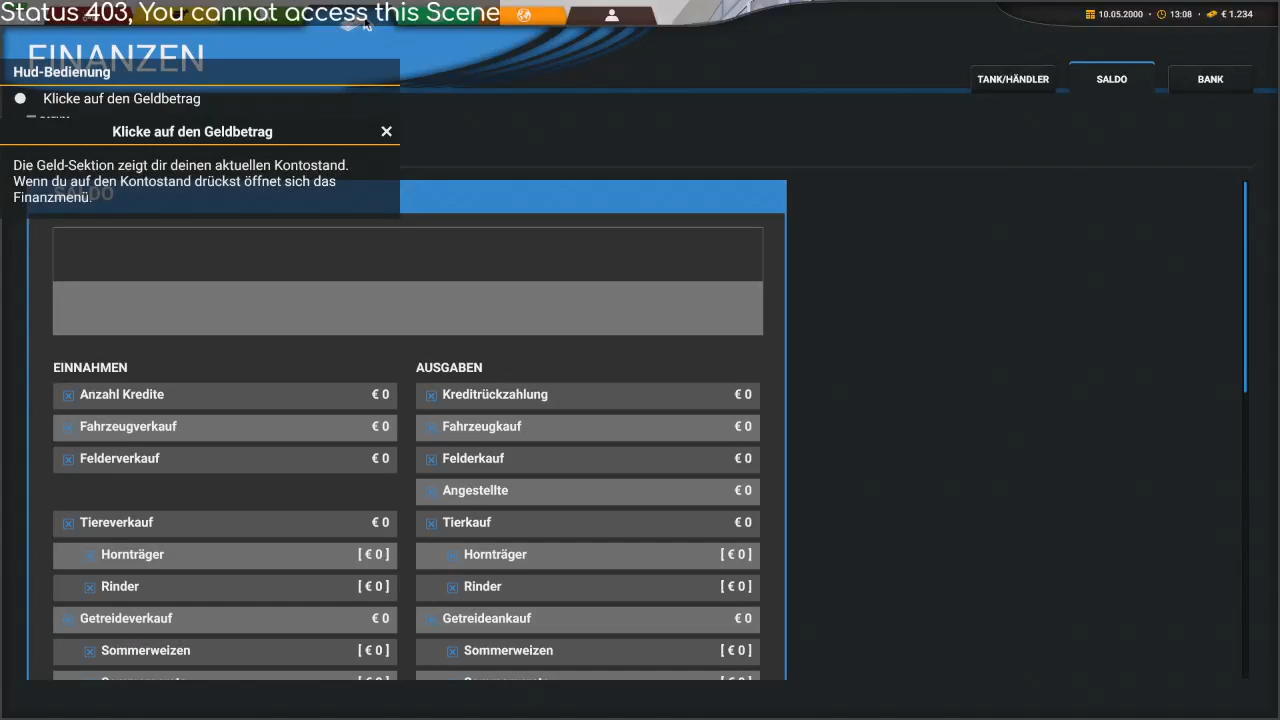 Status 403, You cannot access this Scene
10.05.2000 • 13:08 • € 1.234
FINANZEN
Hud-Bedienung
TANK/HÄNDLER
SALDO
BANK
Klicke auf den Geldbetrag
Klicke auf den Geldbetrag
Die Geld-Sektion zeigt dir deinen aktuellen Kontostand.
Wenn du auf den Kontostand drückst öffnet sich das
Finanzmenü.
SALDO
EINNAHMEN
Anzahl Kredite € 0
Fahrzeugverkauf € 0
Felderverkauf € 0
Tiereverkauf € 0
Hornträger [ € 0 ]
Rinder [ € 0 ]
Getreideverkauf € 0
Sommerweizen [ € 0 ]
AUSGABEN
Kreditrückzahlung € 0
Fahrzeugkauf € 0
Felderkauf € 0
Angestellte € 0
Tierkauf € 0
Hornträger [ € 0 ]
Rinder [ € 0 ]
Getreideankauf € 0
Sommerweizen [ € 0 ]